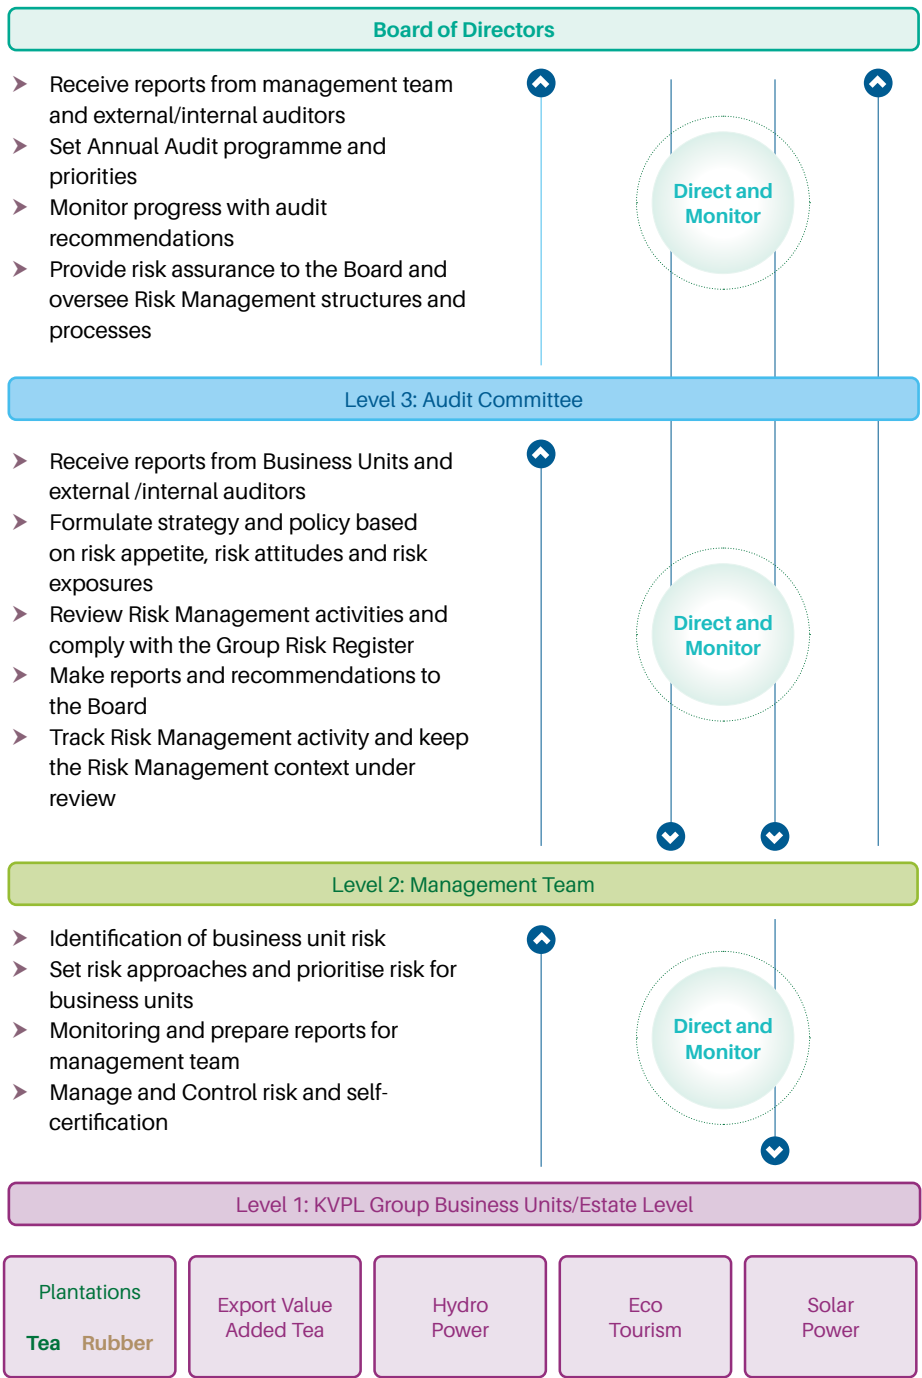 Board of Directors
➤ Receive reports from management team
and external/internal auditors
➤ Set Annual Audit programme and
priorities
➤ Monitor progress with audit
recommendations
➤ Provide risk assurance to the Board and
oversee Risk Management structures and
processes
Direct and
Monitor
Level 3: Audit Committee
➤ Receive reports from Business Units and
external /internal auditors
➤ Formulate strategy and policy based
on risk appetite, risk attitudes and risk
exposures
➤ Review Risk Management activities and
comply with the Group Risk Register
➤ Make reports and recommendations to
the Board
➤ Track Risk Management activity and keep
the Risk Management context under
review
Direct and
Monitor
Level 2: Management Team
➤ Identification of business unit risk
➤ Set risk approaches and prioritise risk for
business units
➤ Monitoring and prepare reports for
management team
➤ Manage and Control risk and self-
certification
Direct and
Monitor
Level 1: KVPL Group Business Units/Estate Level
Plantations
Tea Rubber
Export Value
Added Tea
Hydro
Power
Eco
Tourism
Solar
Power